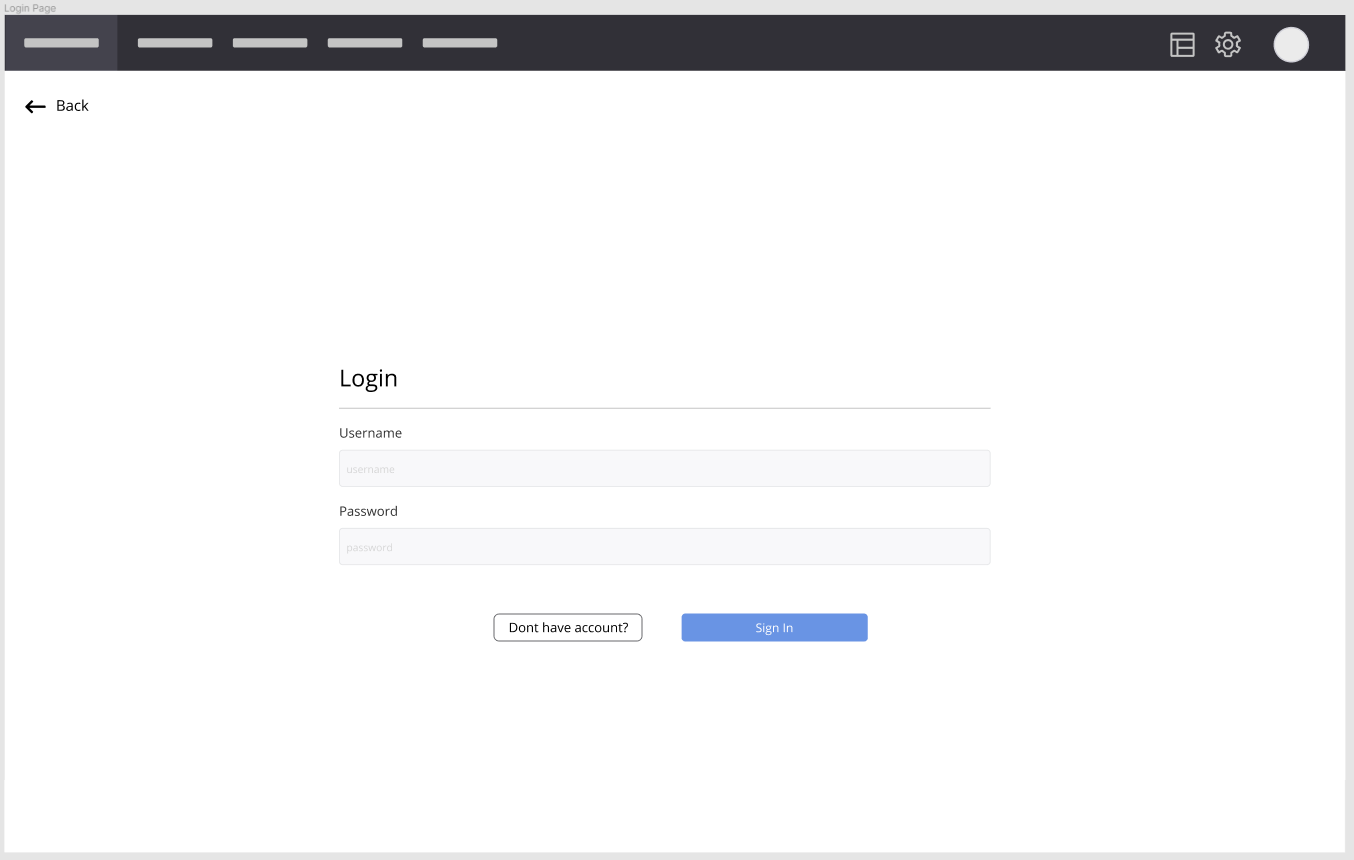 Login Page
Back
Login
Username
username
Password
password
Dont have account?
Sign In